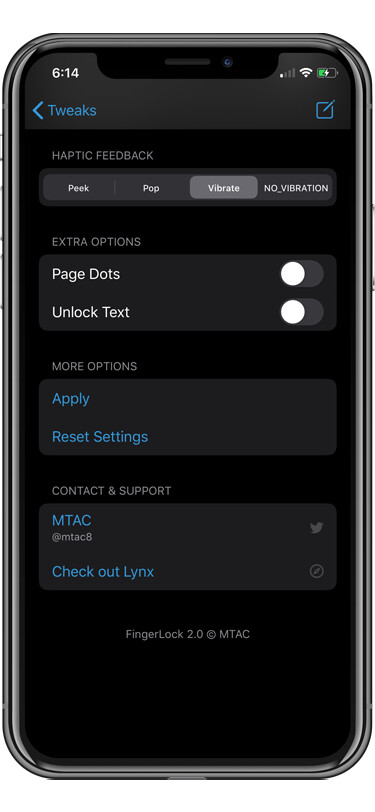 6:14
Tweaks
HAPTIC FEEDBACK
Peek Pop Vibrate NO_VIBRATION
EXTRA OPTIONS
Page Dots
Unlock Text
MORE OPTIONS
Apply
Reset Settings
CONTACT & SUPPORT
MTAC
@mtac8
Check out Lynx
FingerLock 2.0 © MTAC